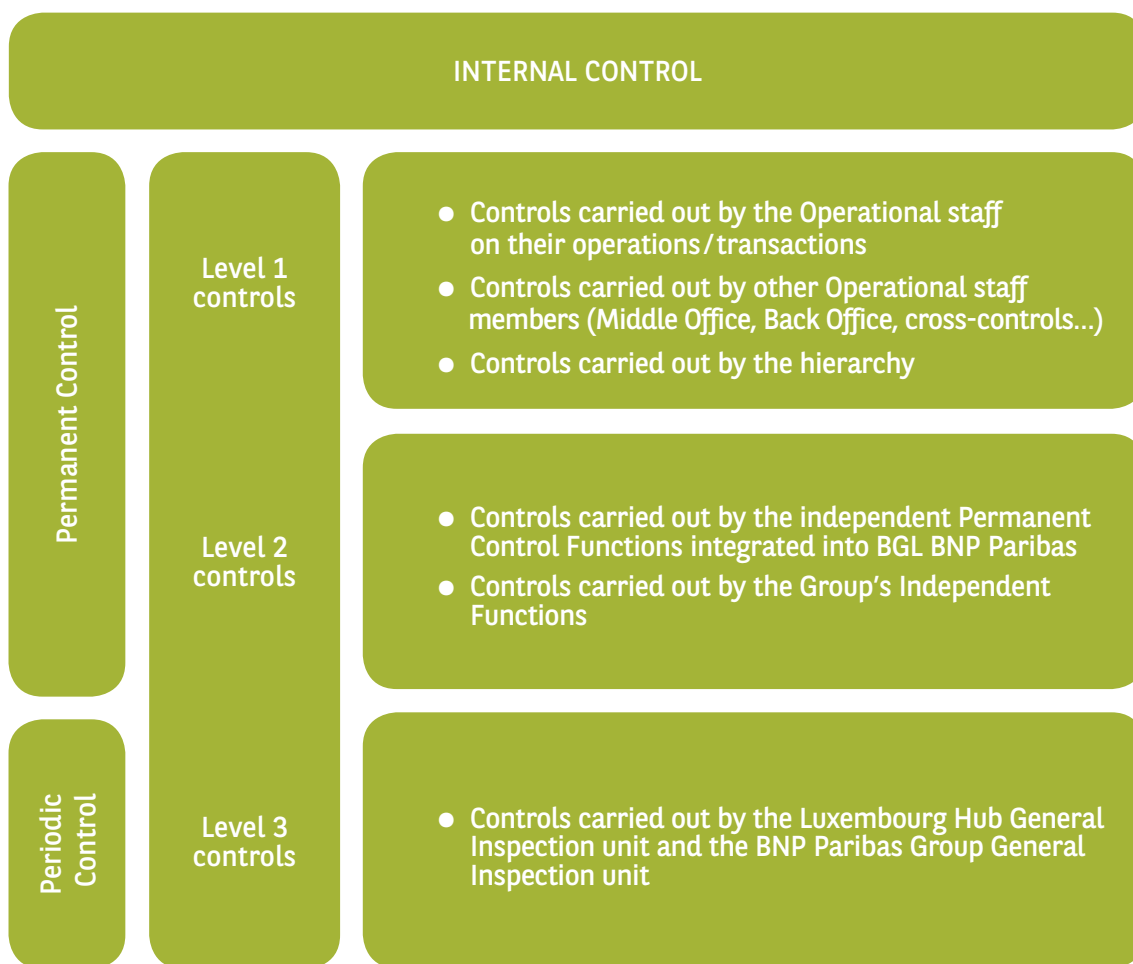 INTERNAL CONTROL
Permanent Control
Level 1
controls
● Controls carried out by the Operational staff
on their operations/transactions
● Controls carried out by other Operational staff
members (Middle Office, Back Office, cross-controls...)
● Controls carried out by the hierarchy
Level 2
controls
● Controls carried out by the independent Permanent
Control Functions integrated into BGL BNP Paribas
● Controls carried out by the Group's Independent
Functions
Periodic
Control
Level 3
controls
● Controls carried out by the Luxembourg Hub General
Inspection unit and the BNP Paribas Group General
Inspection unit